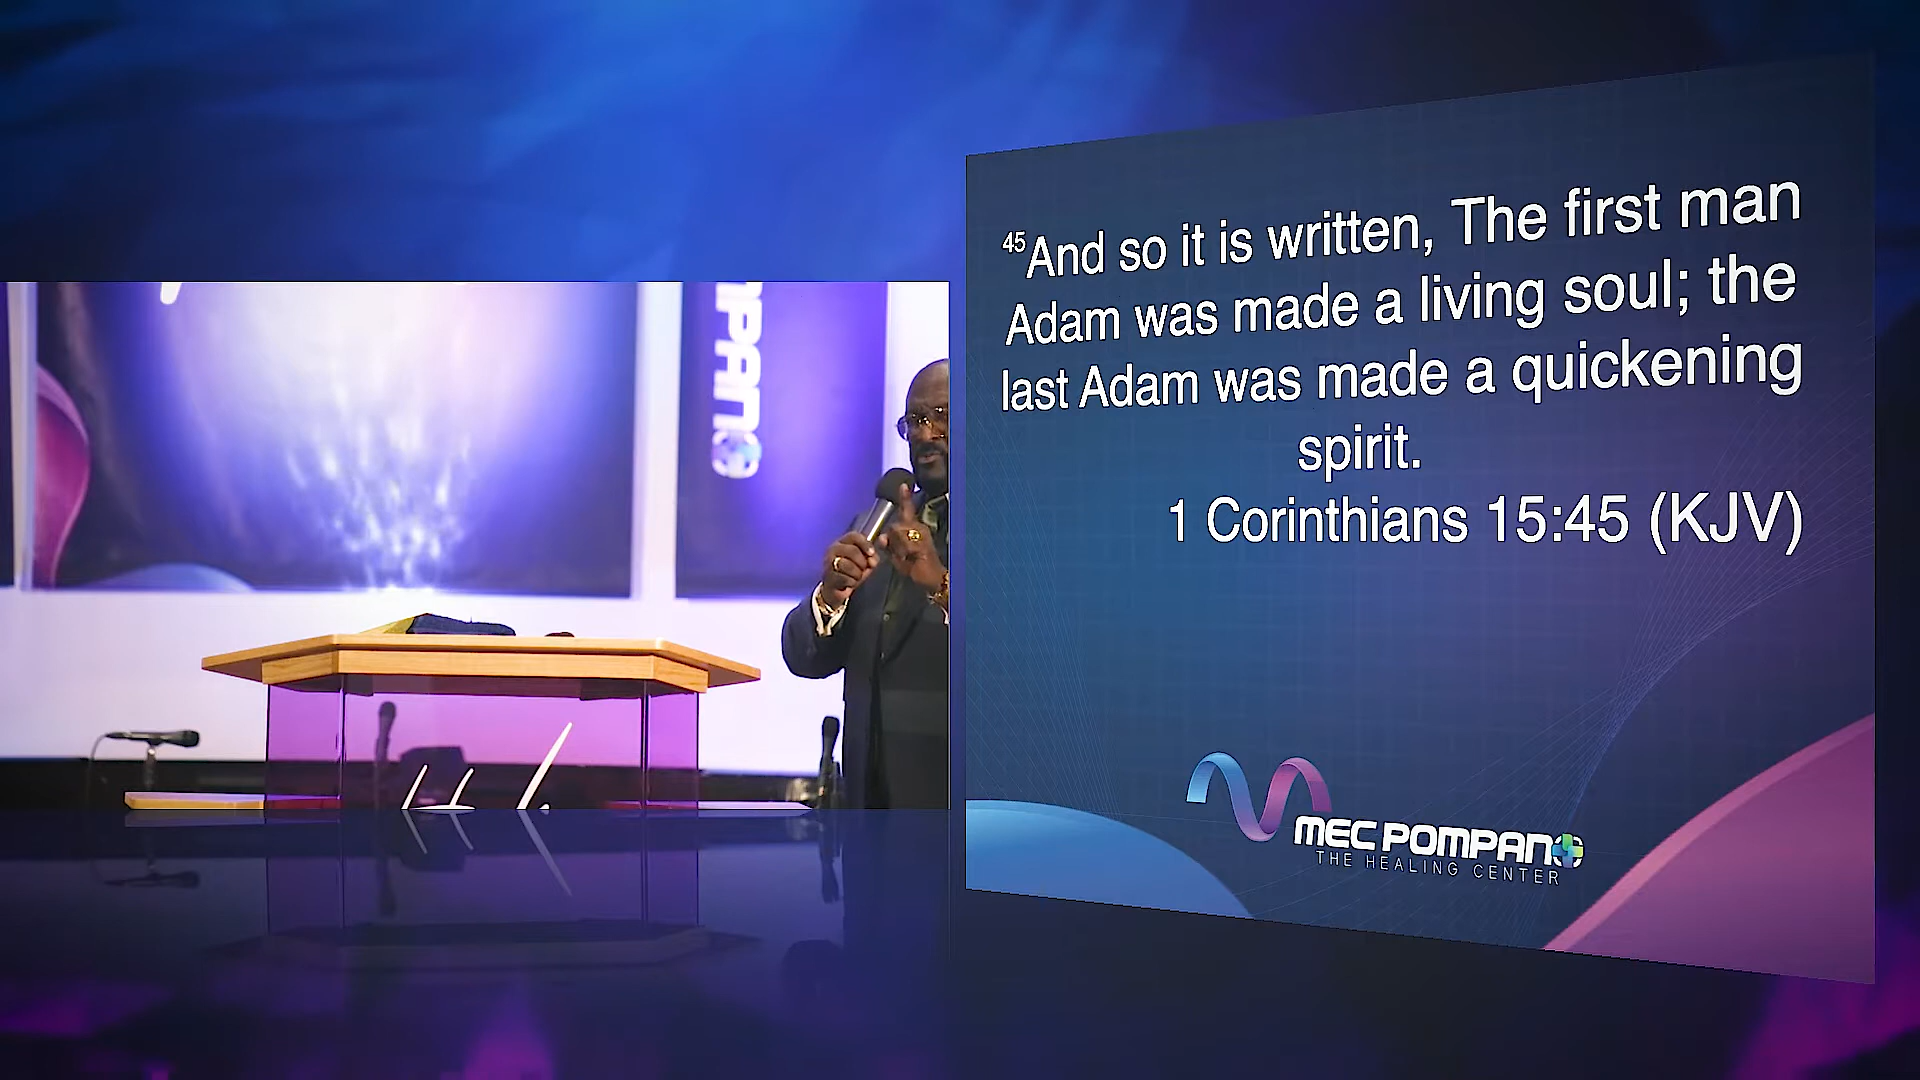 MPANO
45And so it is written, The first man
Adam was made a living soul; the
last Adam was made a quickening
spirit.
1 Corinthians 15:45 (KJV)
MEC POMPANO
THE HEALING CENTER